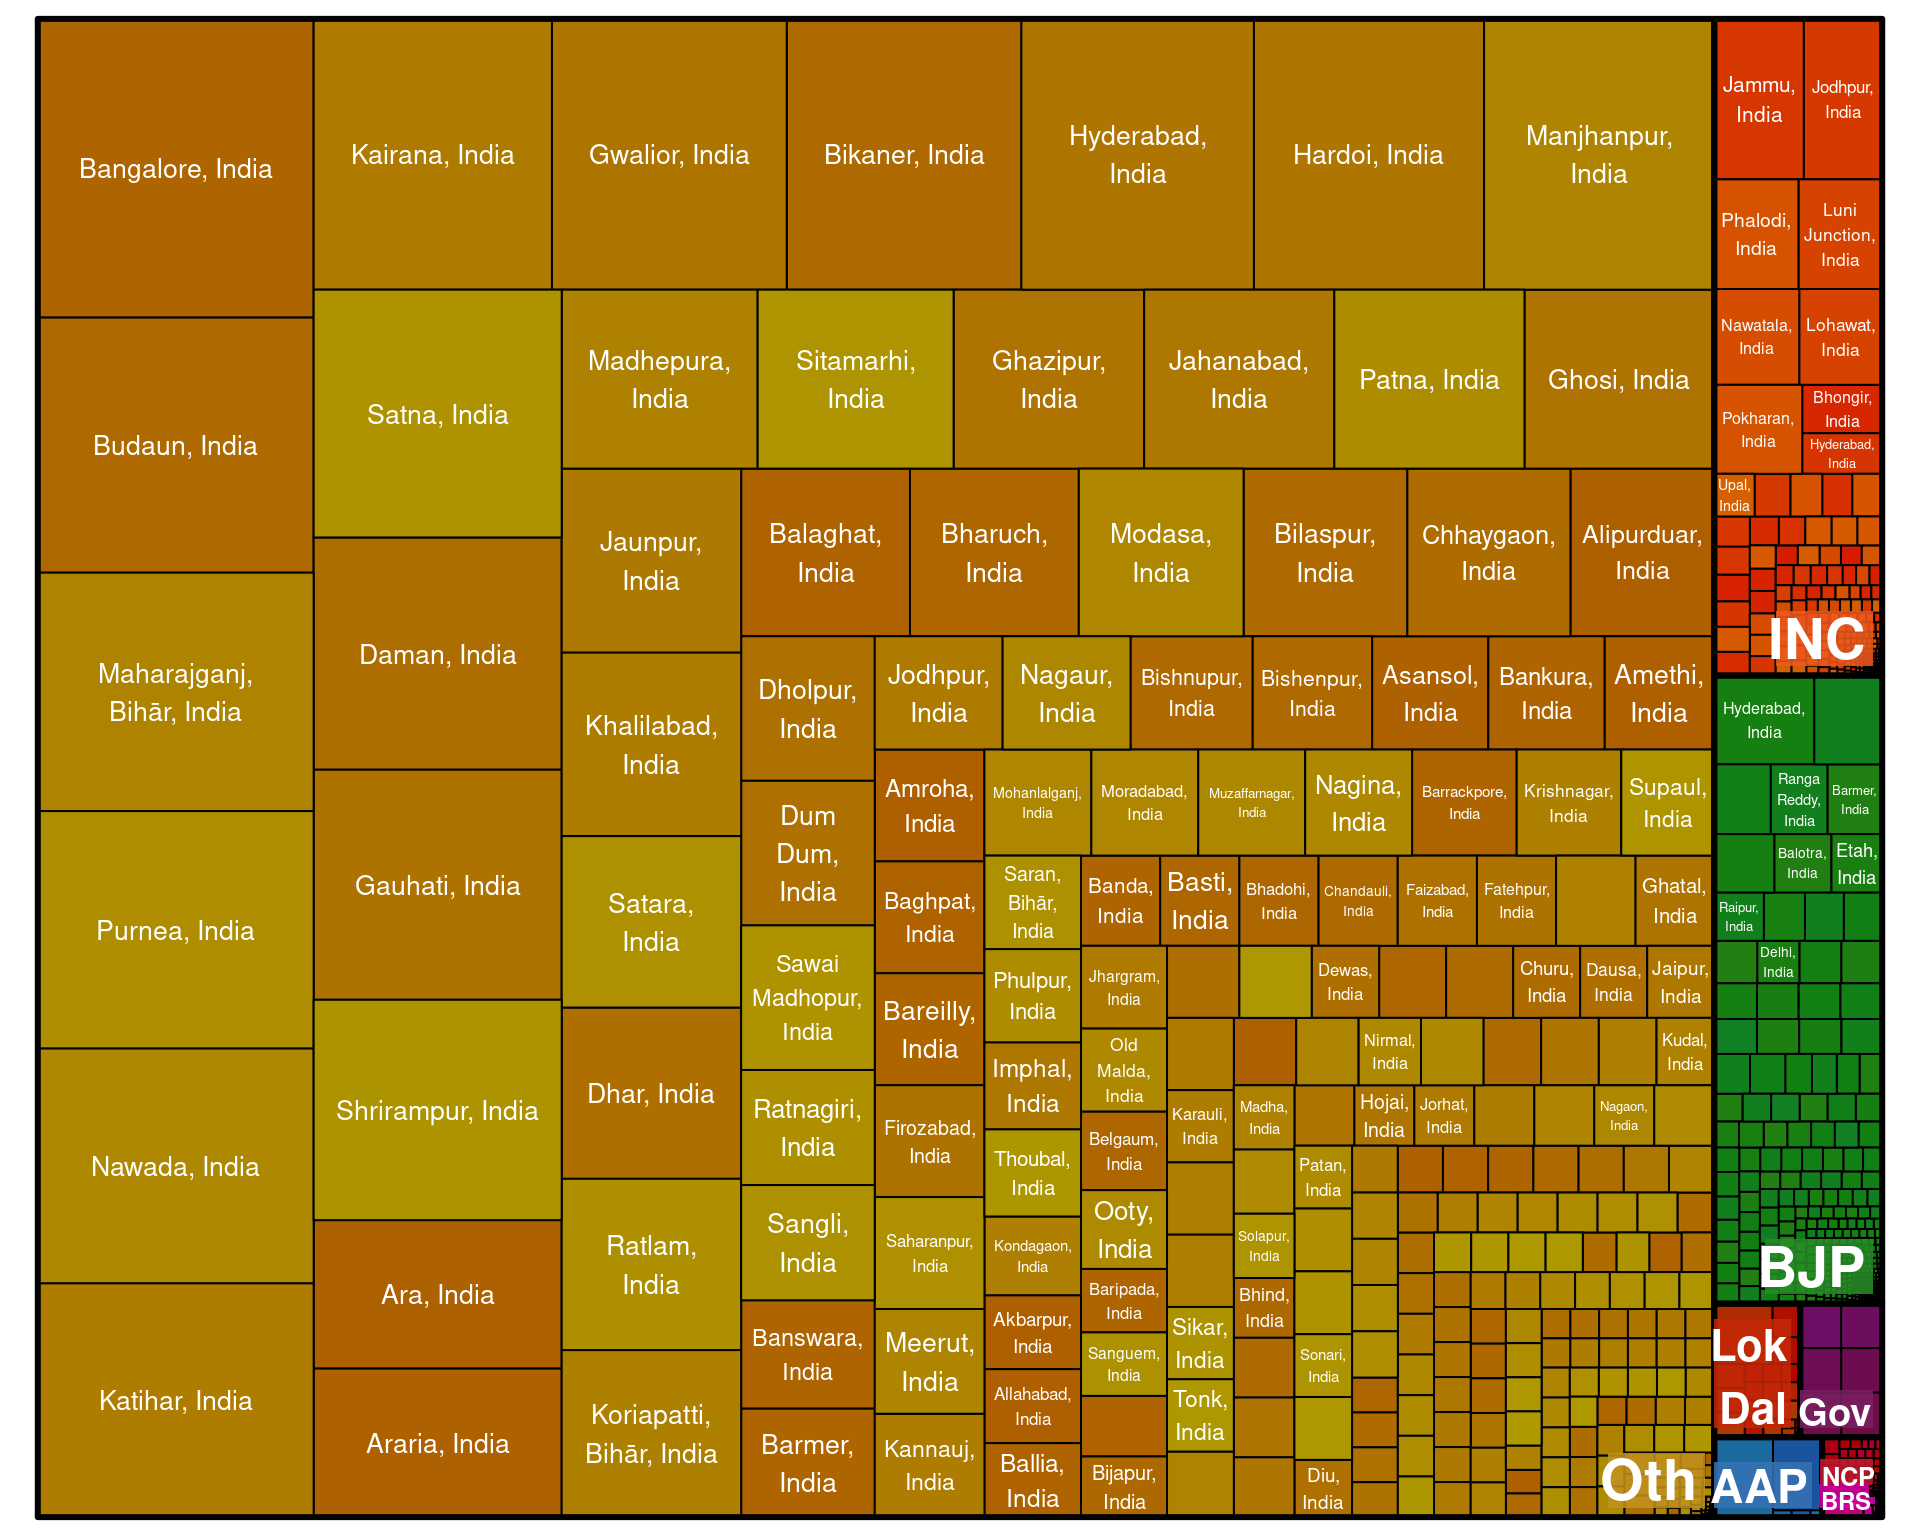 Bangalore, India
Budaun, India
Maharajganj,
Bihār, India
Purnea, India
Nawada, India
Katihar, India
Kairana, India
Gwalior, India
Bikaner, India
Hyderabad,
India
Hardoi, India
Manjhanpur,
India
Satna, India
Daman, India
Gauhati, India
Shrirampur, India
Ara, India
Araria, India
Madhepura,
India
Sitamarhi,
India
Ghazipur,
India
Jahanabad,
India
Patna, India
Ghosi, India
Jaunpur,
India
Khalilabad,
India
Satara,
India
Dhar, India
Ratlam,
India
Koriapatti,
Bihār, India
Balaghat,
India
Bharuch,
India
Modasa,
India
Bilaspur,
India
Chhaygaon,
India
Alipurduar,
India
Dholpur,
India
Dum
Dum,
India
Sawai
Madhopur,
India
Ratnagiri,
India
Sangli,
India
Banswara,
India
Barmer,
India
Jodhpur,
India
Nagaur,
India
Bishnupur,
India
Bishenpur,
India
Asansol,
India
Bankura,
India
Amethi,
India
Amroha,
India
Baghpat,
India
Bareilly,
India
Firozabad,
India
Saharanpur,
India
Meerut,
India
Kannauj,
India
Mohanlalganj,
India
Moradabad,
India
Muzaffarnagar,
India
Nagina,
India
Barrackpore,
India
Krishnagar,
India
Supaul,
India
Saran,
Bihār,
India
Phulpur,
India
Imphal,
India
Thoubal,
India
Kondagaon,
India
Akbarpur,
India
Allahabad,
India
Ballia,
India
Banda,
India
Basti,
India
Bhadohi,
India
Chandauli,
India
Faizabad,
India
Fatehpur,
India
Ghatal,
India
Jhargram,
India
Old
Malda,
India
Belgaum,
India
Ooty,
India
Baripada,
India
Sanguem,
India
Bijapur,
India
Dewas,
India
Churu,
India
Dausa,
India
Jaipur,
India
Nirmal,
India
Kudal,
India
Karauli,
India
Sikar,
India
Tonk,
India
Madha,
India
Hojai,
India
Jorhat,
India
Nagaon,
India
Solapur,
India
Bhind,
India
Patan,
India
Sonari,
India
Diu,
India
Oth
Jammu,
India
Jodhpur,
India
Phalodi,
India
Luni
Junction,
India
Nawatala,
India
Lohawat,
India
Pokharan,
India
Bhongir,
India
Hyderabad,
India
Upal,
India
INC
Hyderabad,
India
Ranga
Reddy,
India
Barmer,
India
Balotra,
India
Etah,
India
Raipur,
India
Delhi,
India
BJP
Lok
Dal
Gov
AAP
NCP
BRS